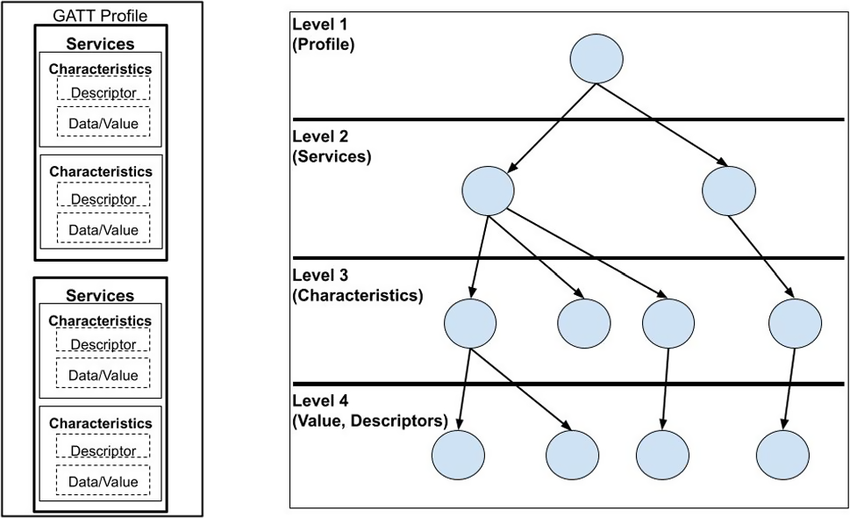 GATT Profile
Services
Characteristics
Descriptor
Data/Value
Characteristics
Descriptor
Data/Value
Services
Characteristics
Descriptor
Data/Value
Characteristics
Descriptor
Data/Value
Level 1
(Profile)
Level 2
(Services)
Level 3
(Characteristics)
Level 4
(Value, Descriptors)